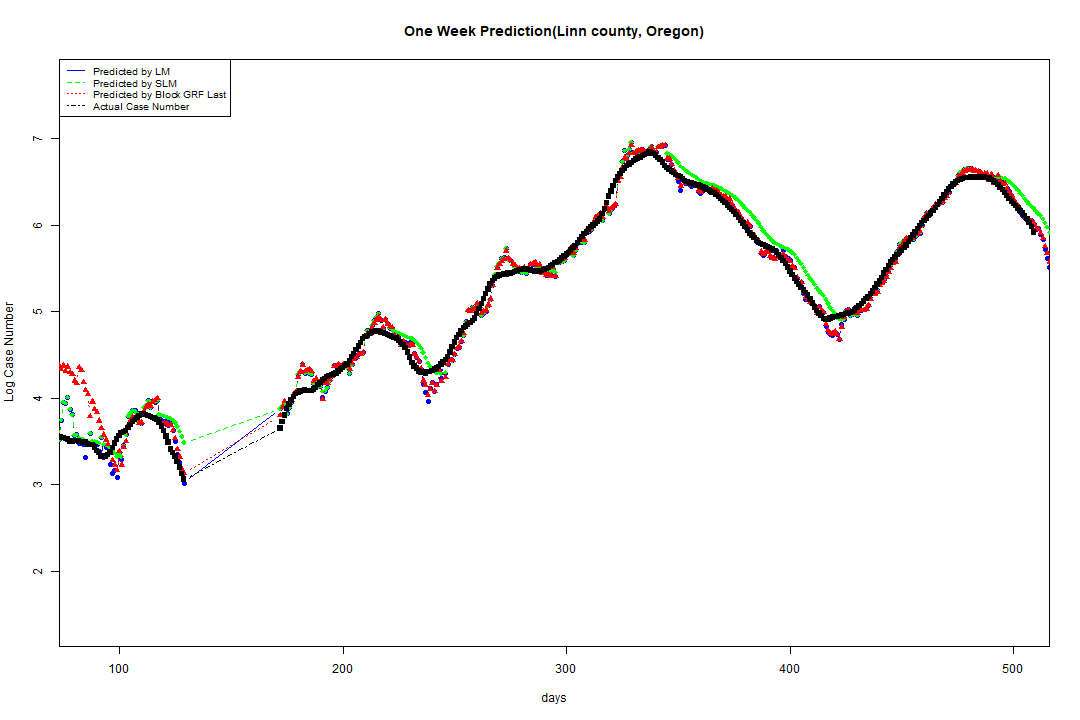 One Week Prediction(Linn county, Oregon)
Predicted by LM
Predicted by SLM
Predicted by Block GRF Last
Actual Case Number
7
6
5
4
3
2
Log Case Number
100 200 300 400 500
days